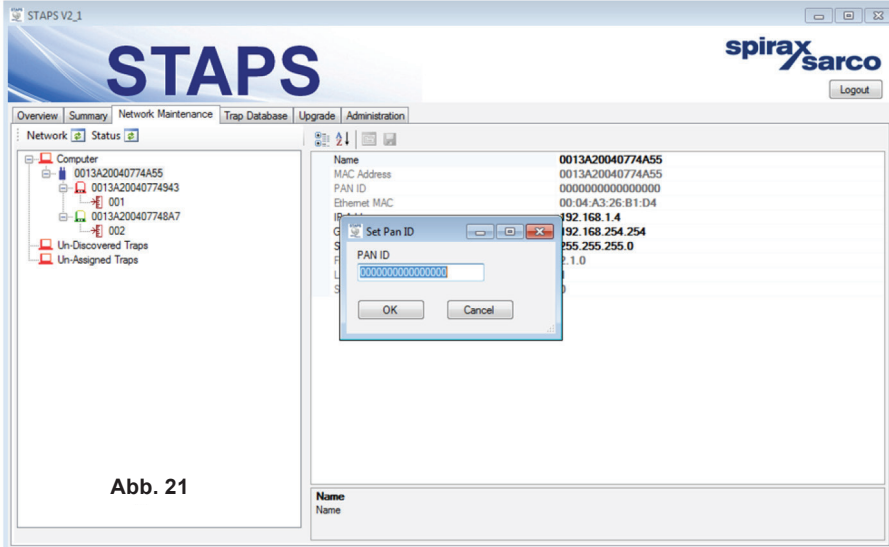 STAPS V2_1
STAPS
spirax
sarco
Logout
Overview Summary Network Maintenance Trap Database Upgrade Administration
Network Status
Computer
0013A20040774A55
0013A20040774943
001
0013A200407748A7
002
Un-Discovered Traps
Un-Assigned Traps
Abb. 21
Name 0013A20040774A55
MAC Address 0013A20040774A55
PAN ID 0000000000000000
Ethernet MAC 00:04:A3:26:B1:D4
192.168.1.4
192.168.254.254
255.255.255.0
2.1.0
Set Pan ID
PAN ID
0000000000000000
OK Cancel
Name
Name